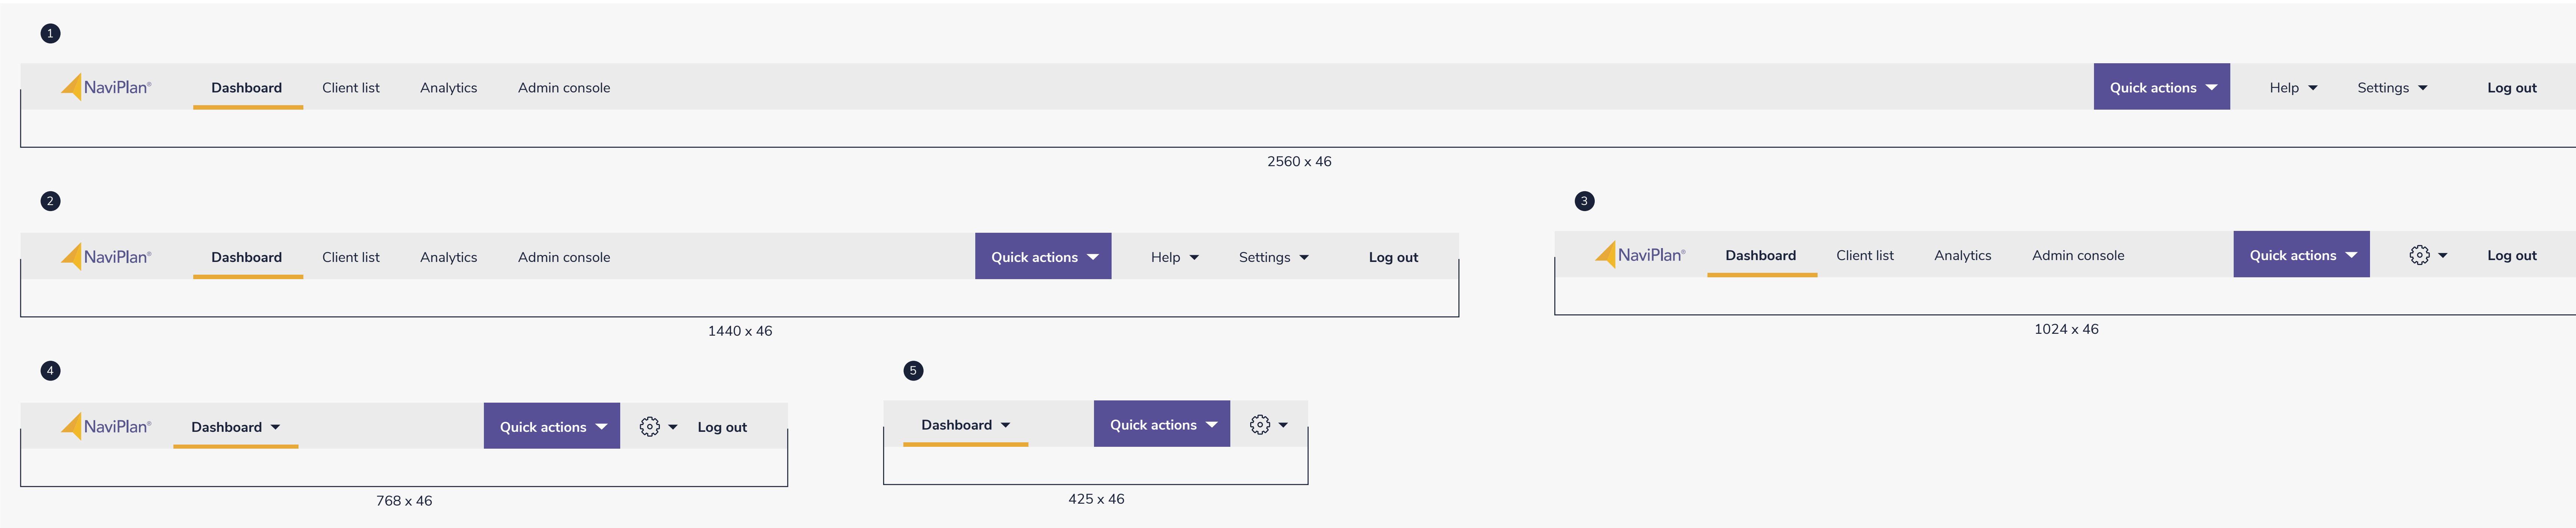 1
NaviPlan® Dashboard Client list Analytics Admin console Quick actions Help Settings Log out
2560 x 46
2
NaviPlan® Dashboard Client list Analytics Admin console Quick actions Help Settings Log out
1440 x 46
3
NaviPlan® Dashboard Client list Analytics Admin console Quick actions Log out
1024 x 46
4
NaviPlan® Dashboard Quick actions Log out
768 x 46
5
Dashboard Quick actions
425 x 46